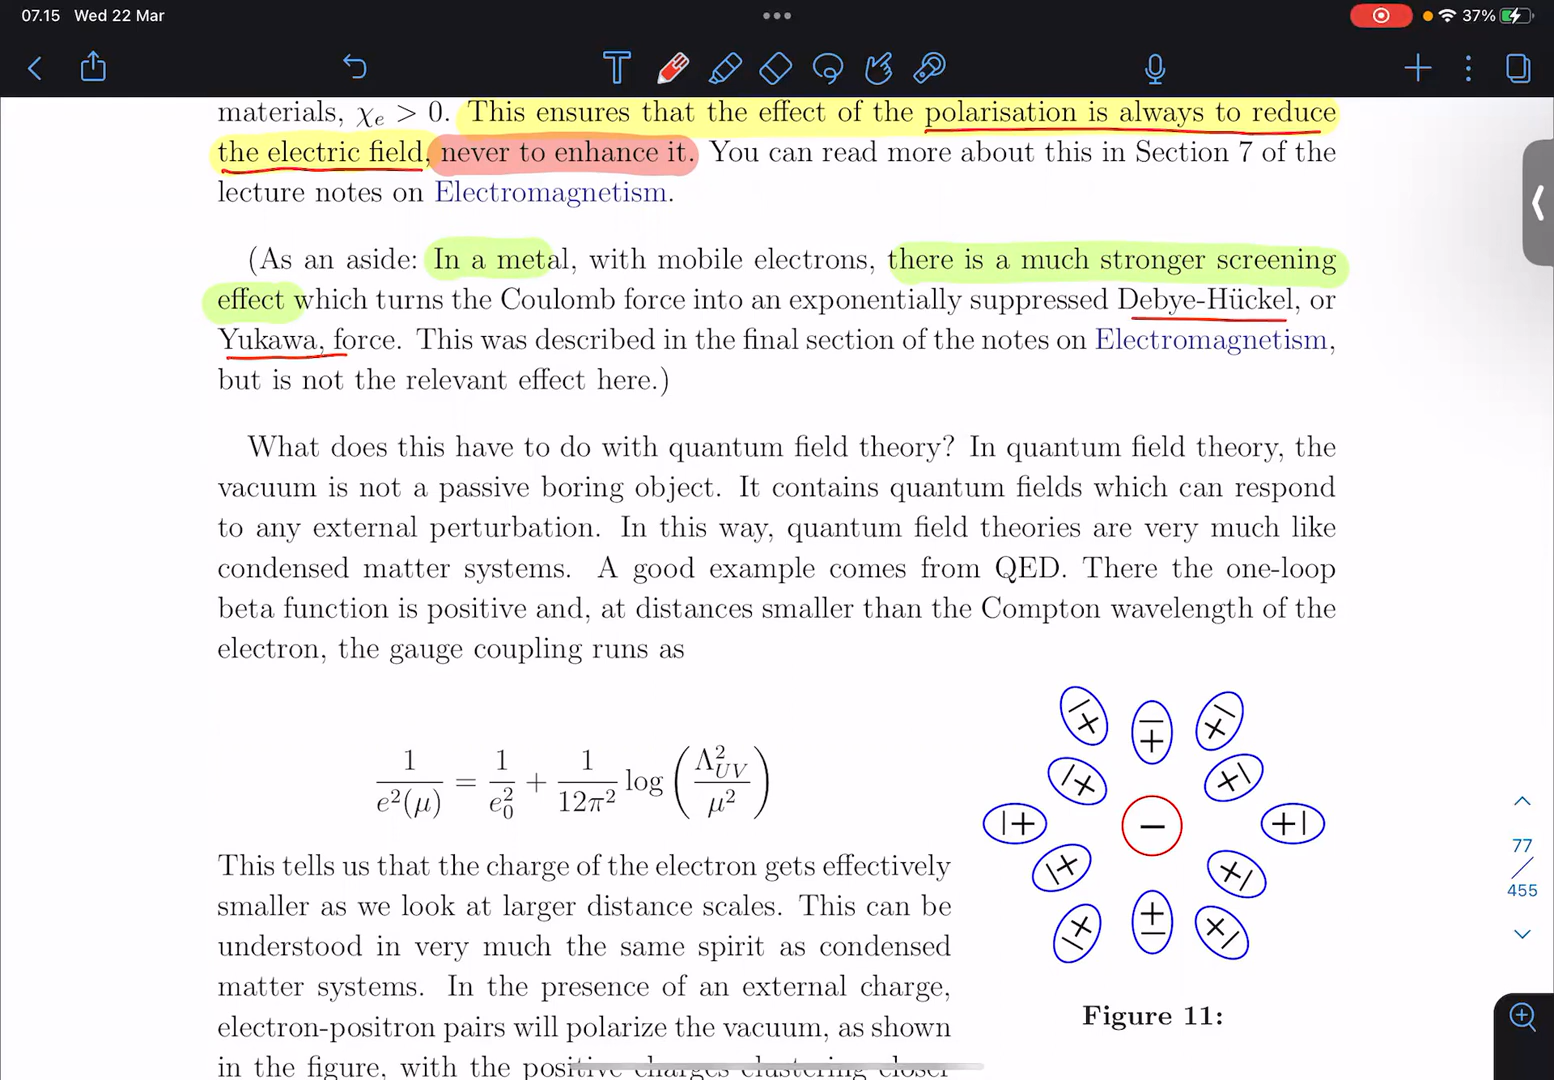 07.15 Wed 22 Mar
37%
materials, χₑ > 0. This ensures that the effect of the polarisation is always to reduce
the electric field, never to enhance it. You can read more about this in Section 7 of the
lecture notes on Electromagnetism.
(As an aside: In a metal, with mobile electrons, there is a much stronger screening
effect which turns the Coulomb force into an exponentially suppressed Debye-Hückel, or
Yukawa, force. This was described in the final section of the notes on Electromagnetism,
but is not the relevant effect here.)
What does this have to do with quantum field theory? In quantum field theory, the
vacuum is not a passive boring object. It contains quantum fields which can respond
to any external perturbation. In this way, quantum field theories are very much like
condensed matter systems. A good example comes from QED. There the one-loop
beta function is positive and, at distances smaller than the Compton wavelength of the
electron, the gauge coupling runs as
1/e²(μ) = 1/e₀² + 1/12π² log (Λ²_UV/μ²)
This tells us that the charge of the electron gets effectively
smaller as we look at larger distance scales. This can be
understood in very much the same spirit as condensed
matter systems. In the presence of an external charge,
electron-positron pairs will polarize the vacuum, as shown
in the figure, with the positive charges clustering closer
Figure 11:
77
455